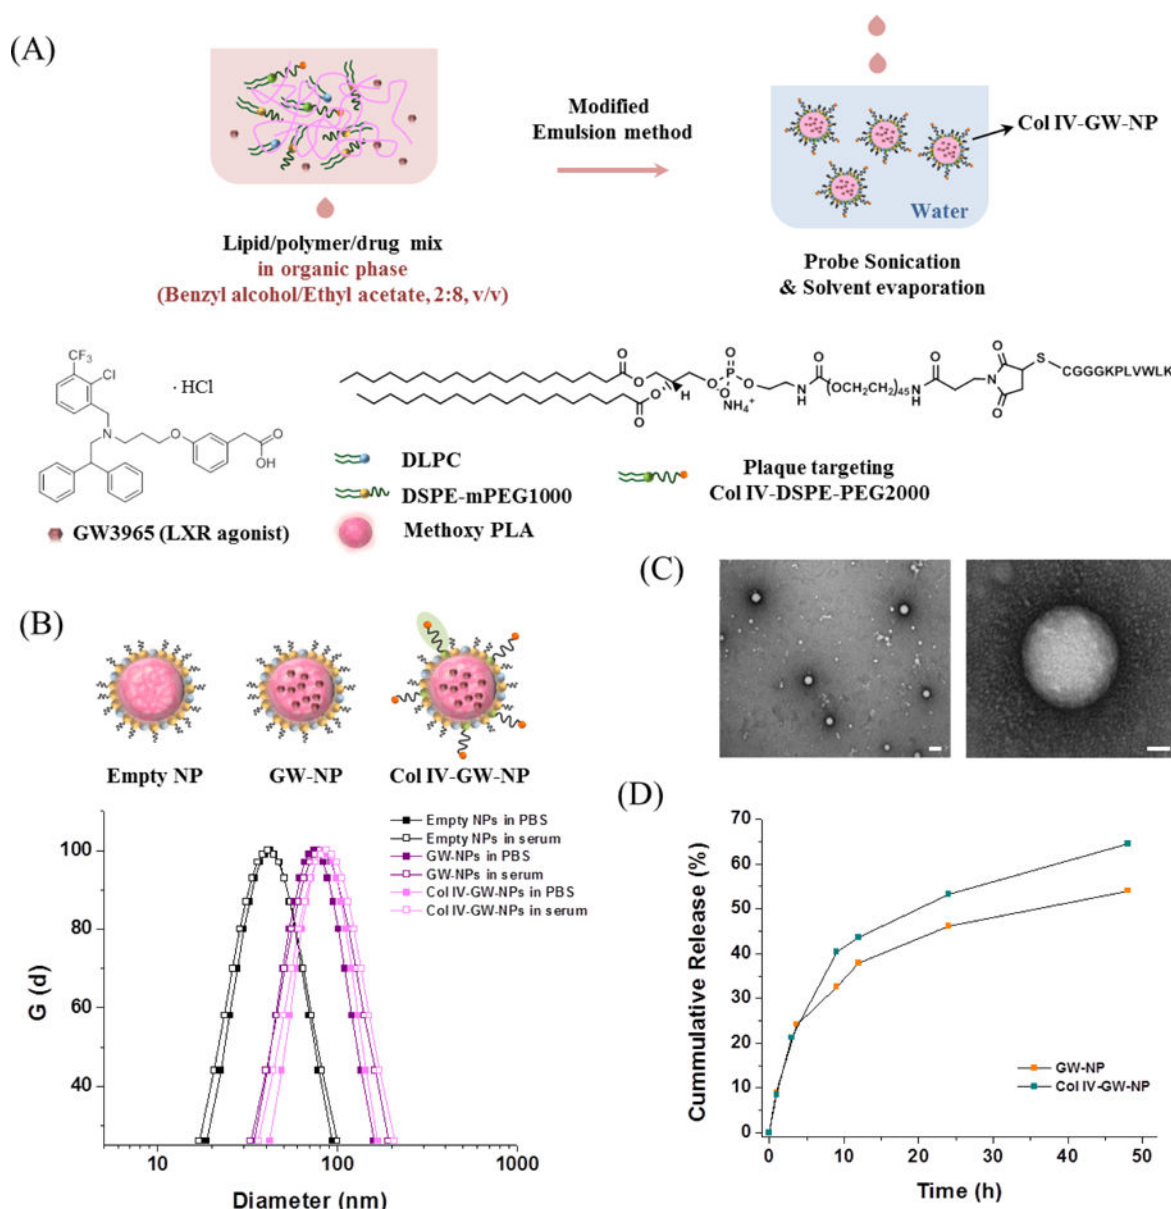 (A)
Modified
Emulsion method
Col IV-GW-NP
Water
Lipid/polymer/drug mix
in organic phase
(Benzyl alcohol/Ethyl acetate, 2:8, v/v)
Probe Sonication
& Solvent evaporation
CF3
Cl
· HCl
N
O
O
OH
O
O
O
O
H
O
P
O
O-
NH4+
O
N
H
O
(OCH2CH2)45
N
H
O
N
O
O
S
CGGGKPLVWLK
DLPC
DSPE-mPEG1000
Methoxy PLA
Plaque targeting
Col IV-DSPE-PEG2000
GW3965 (LXR agonist)
(C)
(B)
Empty NP
GW-NP
Col IV-GW-NP
Empty NPs in PBS
Empty NPs in serum
GW-NPs in PBS
GW-NPs in serum
Col IV-GW-NPs in PBS
Col IV-GW-NPs in serum
100
80
60
40
G (d)
10
100
1000
Diameter (nm)
(D)
70
60
50
40
30
20
10
0
Cummulative Release (%)
GW-NP
Col IV-GW-NP
0
10
20
30
40
50
Time (h)